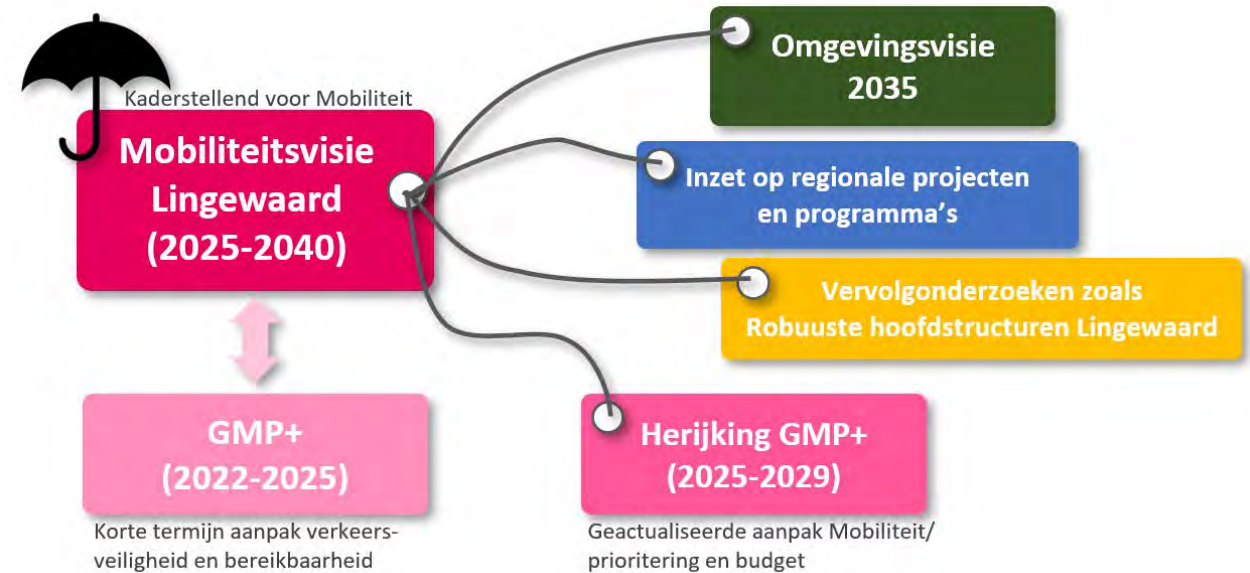 Kaderstellend voor Mobiliteit
Mobiliteitsvisie
Lingewaard
(2025-2040)
Omgevingsvisie
2035
Inzet op regionale projecten
en programma's
Vervolgonderzoeken zoals
Robuuste hoofdstructuren Lingewaard
GMP+
(2022-2025)
Korte termijn aanpak verkeers-
veiligheid en bereikbaarheid
Herijking GMP+
(2025-2029)
Geactualiseerde aanpak Mobiliteit/
prioritering en budget